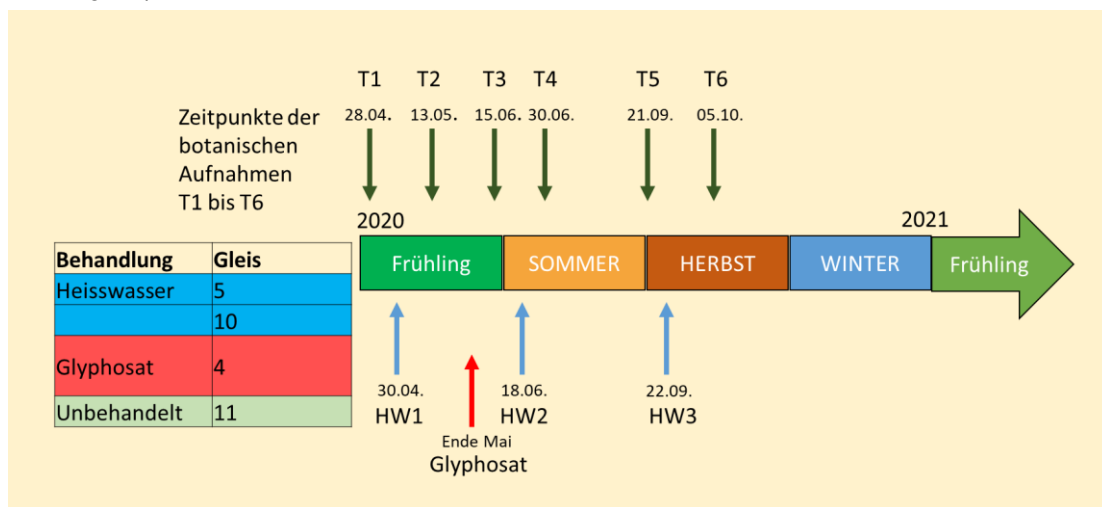 T1 T2 T3 T4 T5 T6
Zeitpunkte der
botanischen
Aufnahmen
T1 bis T6
28.04. 13.05. 15.06. 30.06. 21.09. 05.10.
2020 2021
Frühling SOMMER HERBST WINTER Frühling
Behandlung Gleis
Heisswasser 5
10
Glyphosat 4
Unbehandelt 11
30.04. 18.06. 22.09.
HW1 HW2 HW3
Ende Mai
Glyphosat